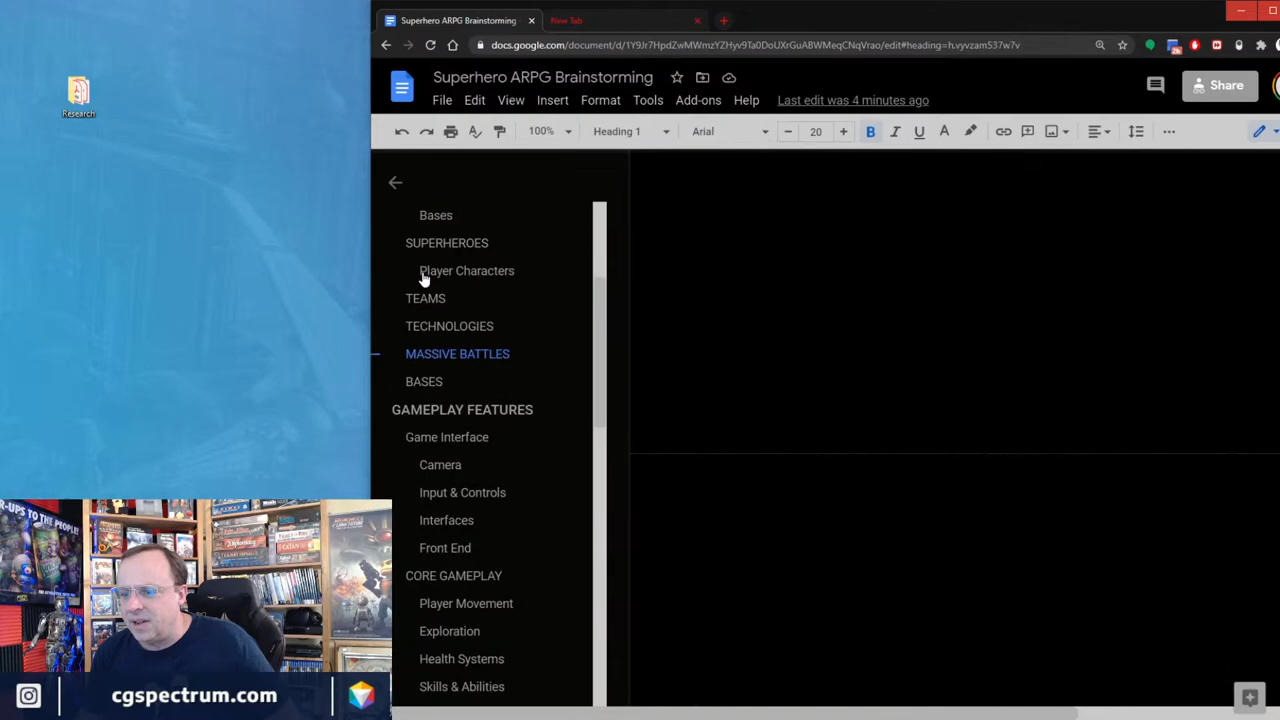 Superhero ARPG Brainstorming
New Tab
docs.google.com/document/d/1Y9Jr7HpdZwMWmzYZHyv9Ta0DoUXrGuABWMeqCNqVrao/edit#heading=h.vyvzam537w7v
Superhero ARPG Brainstorming
File Edit View Insert Format Tools Add-ons Help Last edit was 4 minutes ago
Share
100% Heading 1 Arial 20
Research
Bases
SUPERHEROES
Player Characters
TEAMS
TECHNOLOGIES
MASSIVE BATTLES
BASES
GAMEPLAY FEATURES
Game Interface
Camera
Input & Controls
Interfaces
Front End
CORE GAMEPLAY
Player Movement
Exploration
Health Systems
Skills & Abilities
CATAN
cgspectrum.com